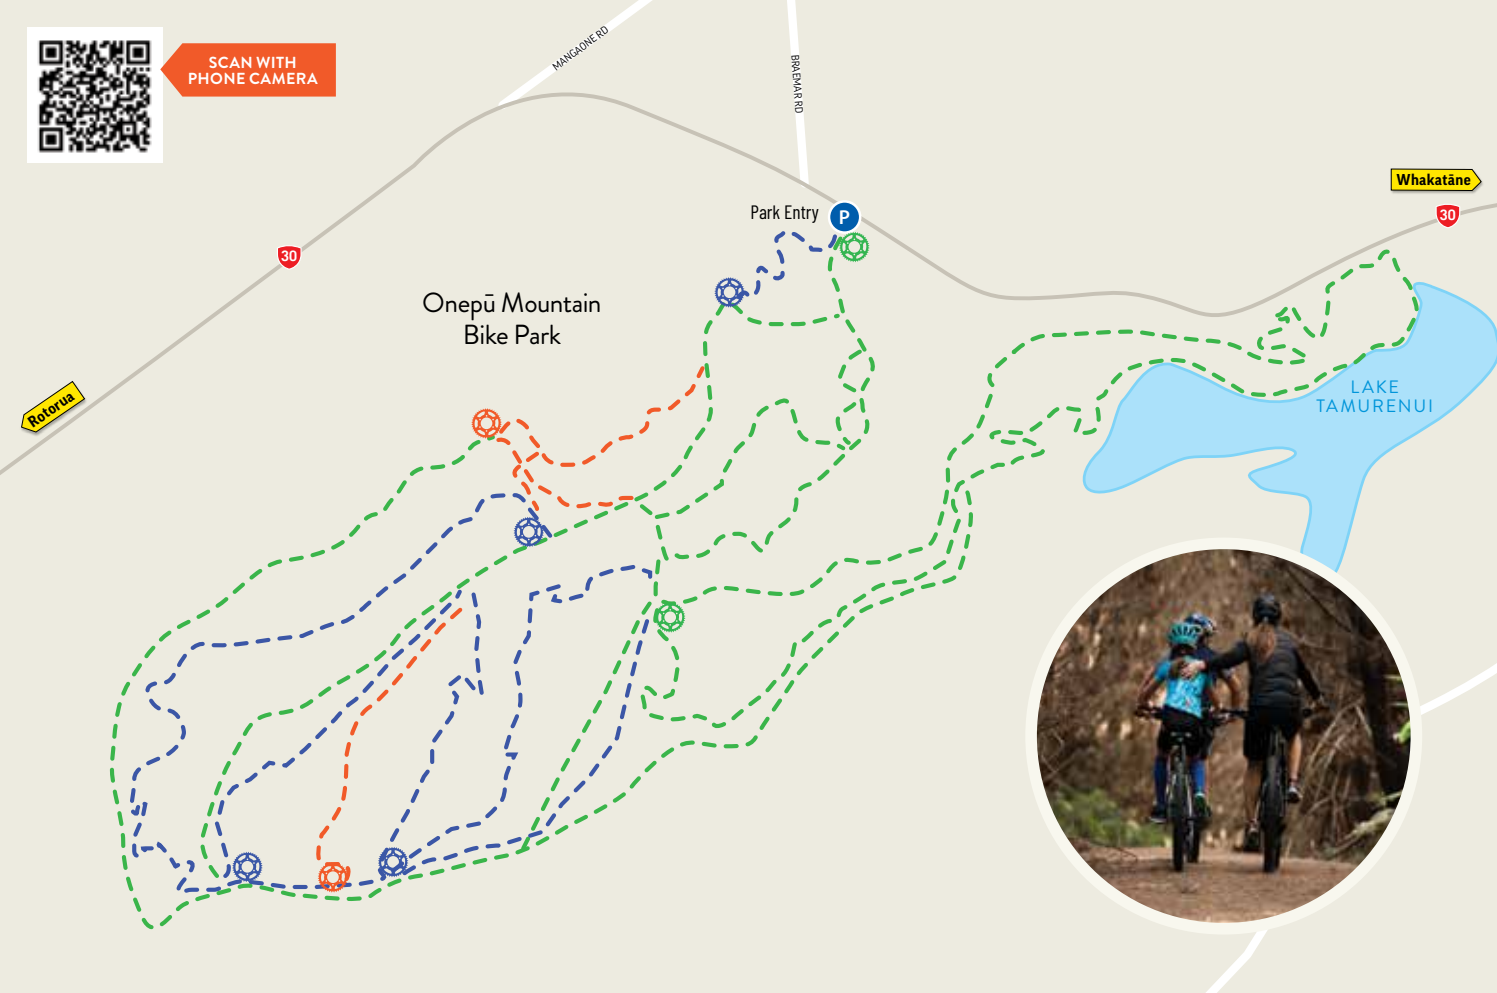 SCAN WITH
PHONE CAMERA
MANGAONE RD
BRAEMAR RD
Whakatāne
30
Park Entry
P
30
Onepū Mountain
Bike Park
Rotorua
LAKE
TAMURENUI